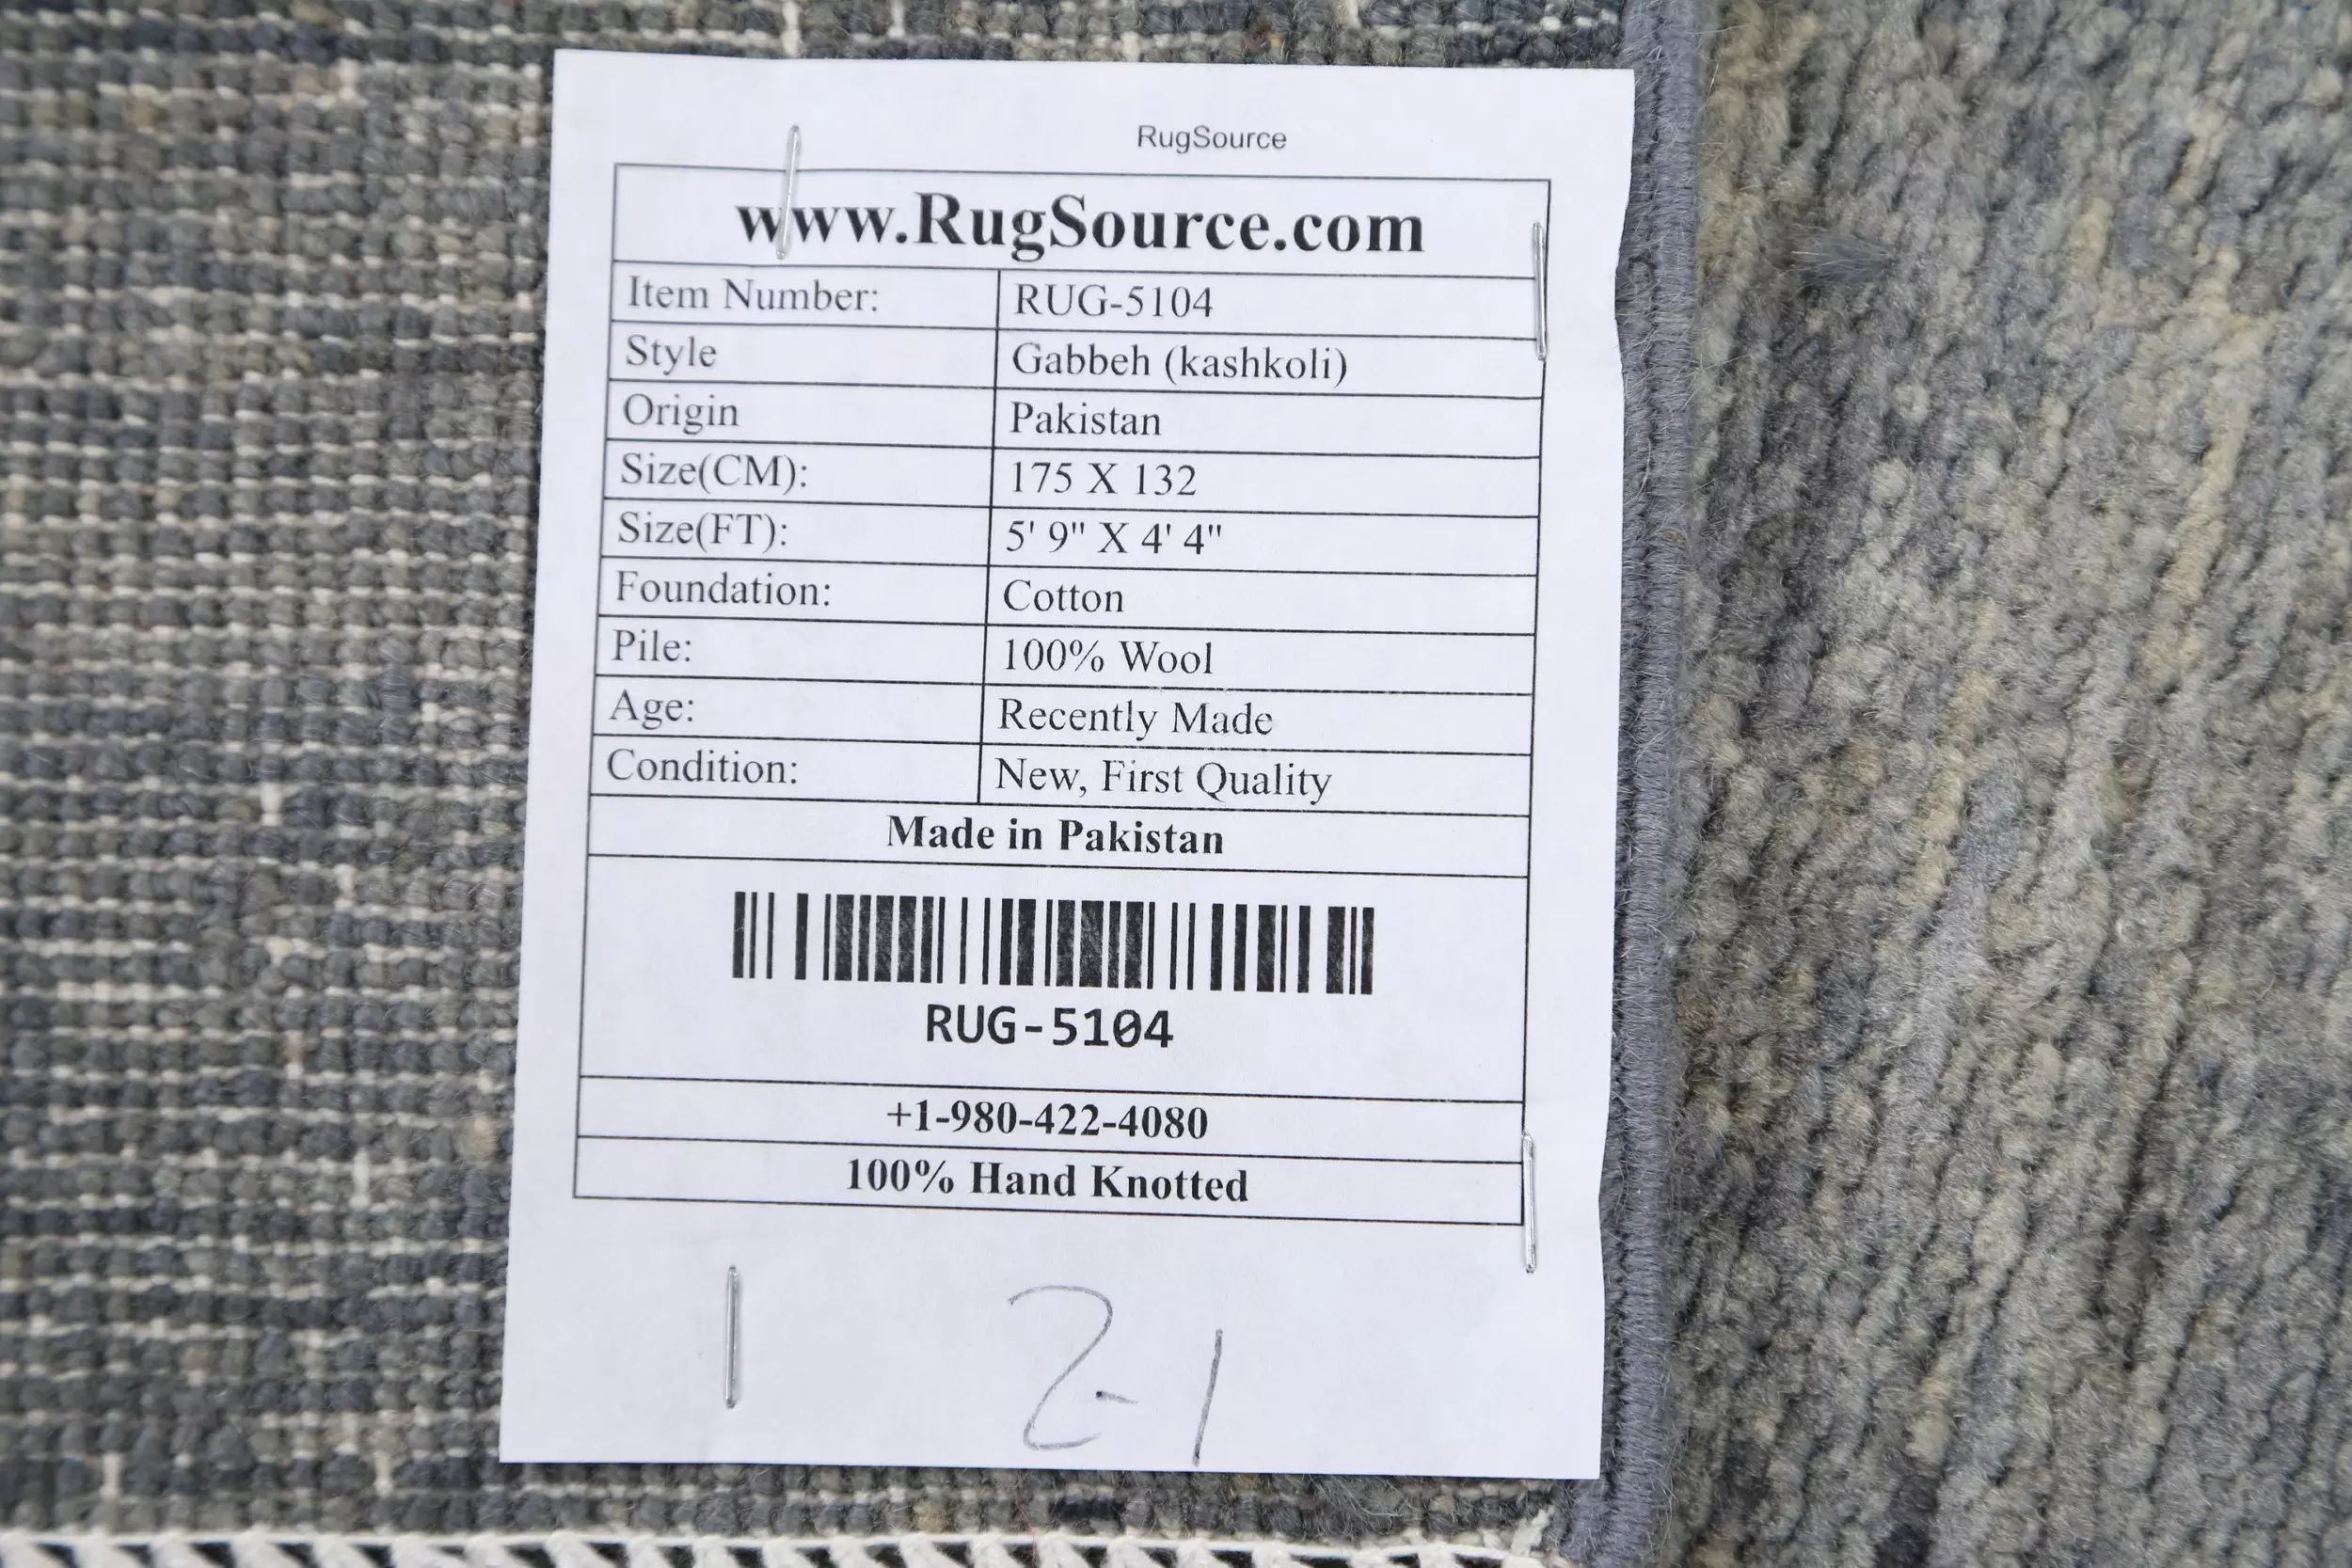 RugSource
www.RugSource.com
Item Number: RUG-5104
Style Gabbeh (kashkoli)
Origin Pakistan
Size(CM): 175 X 132
Size(FT): 5' 9" X 4' 4"
Foundation: Cotton
Pile: 100% Wool
Age: Recently Made
Condition: New, First Quality
Made in Pakistan
RUG-5104
+1-980-422-4080
100% Hand Knotted
2-1